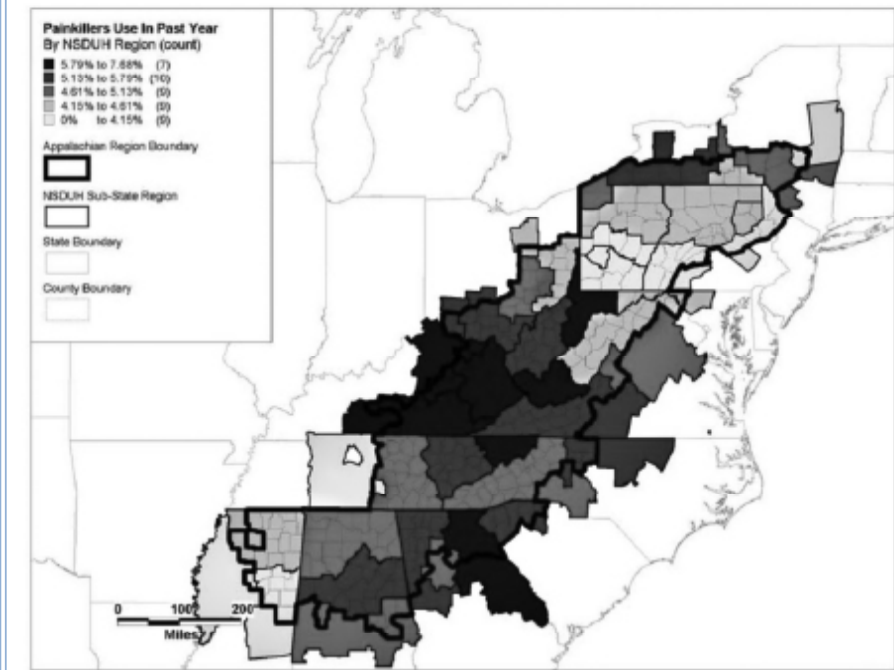 Painkillers Use In Past Year
By NSDUH Region (count)
5.79% to 7.68% (7)
5.13% to 5.79% (10)
4.61% to 5.13% (9)
4.15% to 4.61% (9)
0% to 4.15% (9)
Appalachian Region Boundary
NSDUH Sub-State Region
State Boundary
County Boundary
0 100 200
Miles